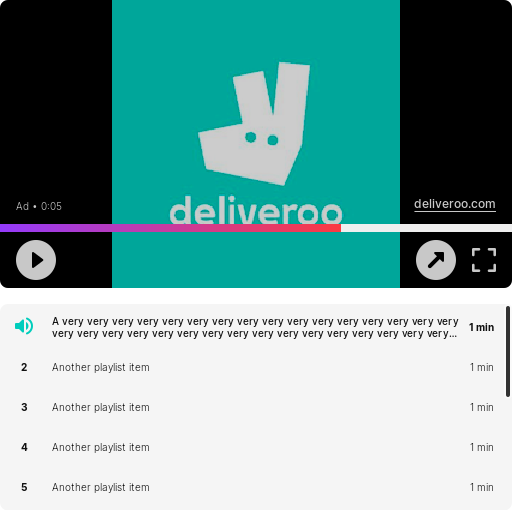 deliveroo
Ad • 0:05
deliveroo.com
A very very very very very very very very very very very very very very very very
very very very very very very very very very very very very very very very very...
1 min
2 Another playlist item 1 min
3 Another playlist item 1 min
4 Another playlist item 1 min
5 Another playlist item 1 min